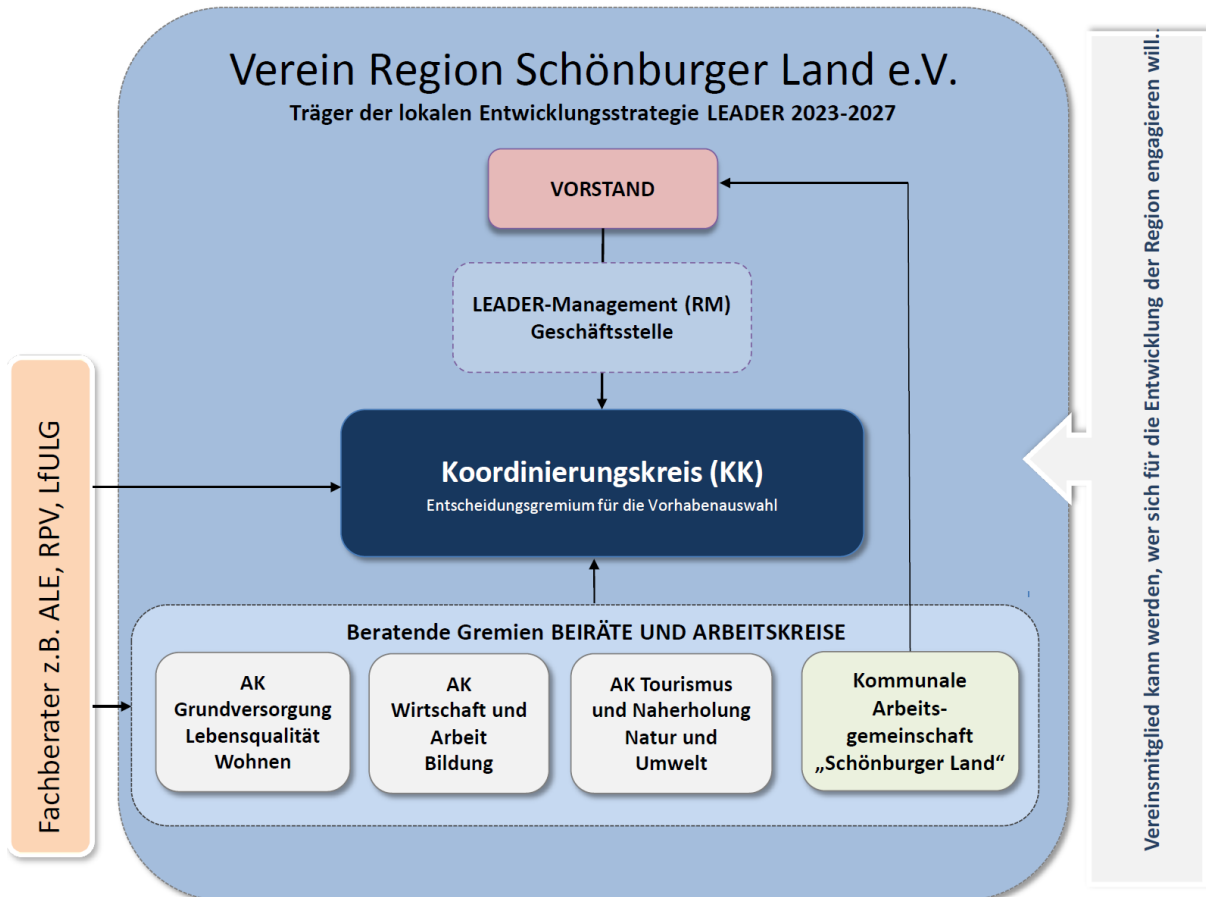 Verein Region Schönburger Land e.V.
Träger der lokalen Entwicklungsstrategie LEADER 2023-2027
VORSTAND
LEADER-Management (RM)
Geschäftsstelle
Koordinierungskreis (KK)
Entscheidungsgremium für die Vorhabenauswahl
Beratende Gremien BEIRÄTE UND ARBEITSKREISE
AK
Grundversorgung
Lebensqualität
Wohnen
AK
Wirtschaft und
Arbeit
Bildung
AK Tourismus
und Naherholung
Natur und
Umwelt
Kommunale
Arbeits-
gemeinschaft
„Schönburger Land“
Fachberater z.B. ALE, RPV, LfULG
Vereinsmitglied kann werden, wer sich für die Entwicklung der Region engagieren will..